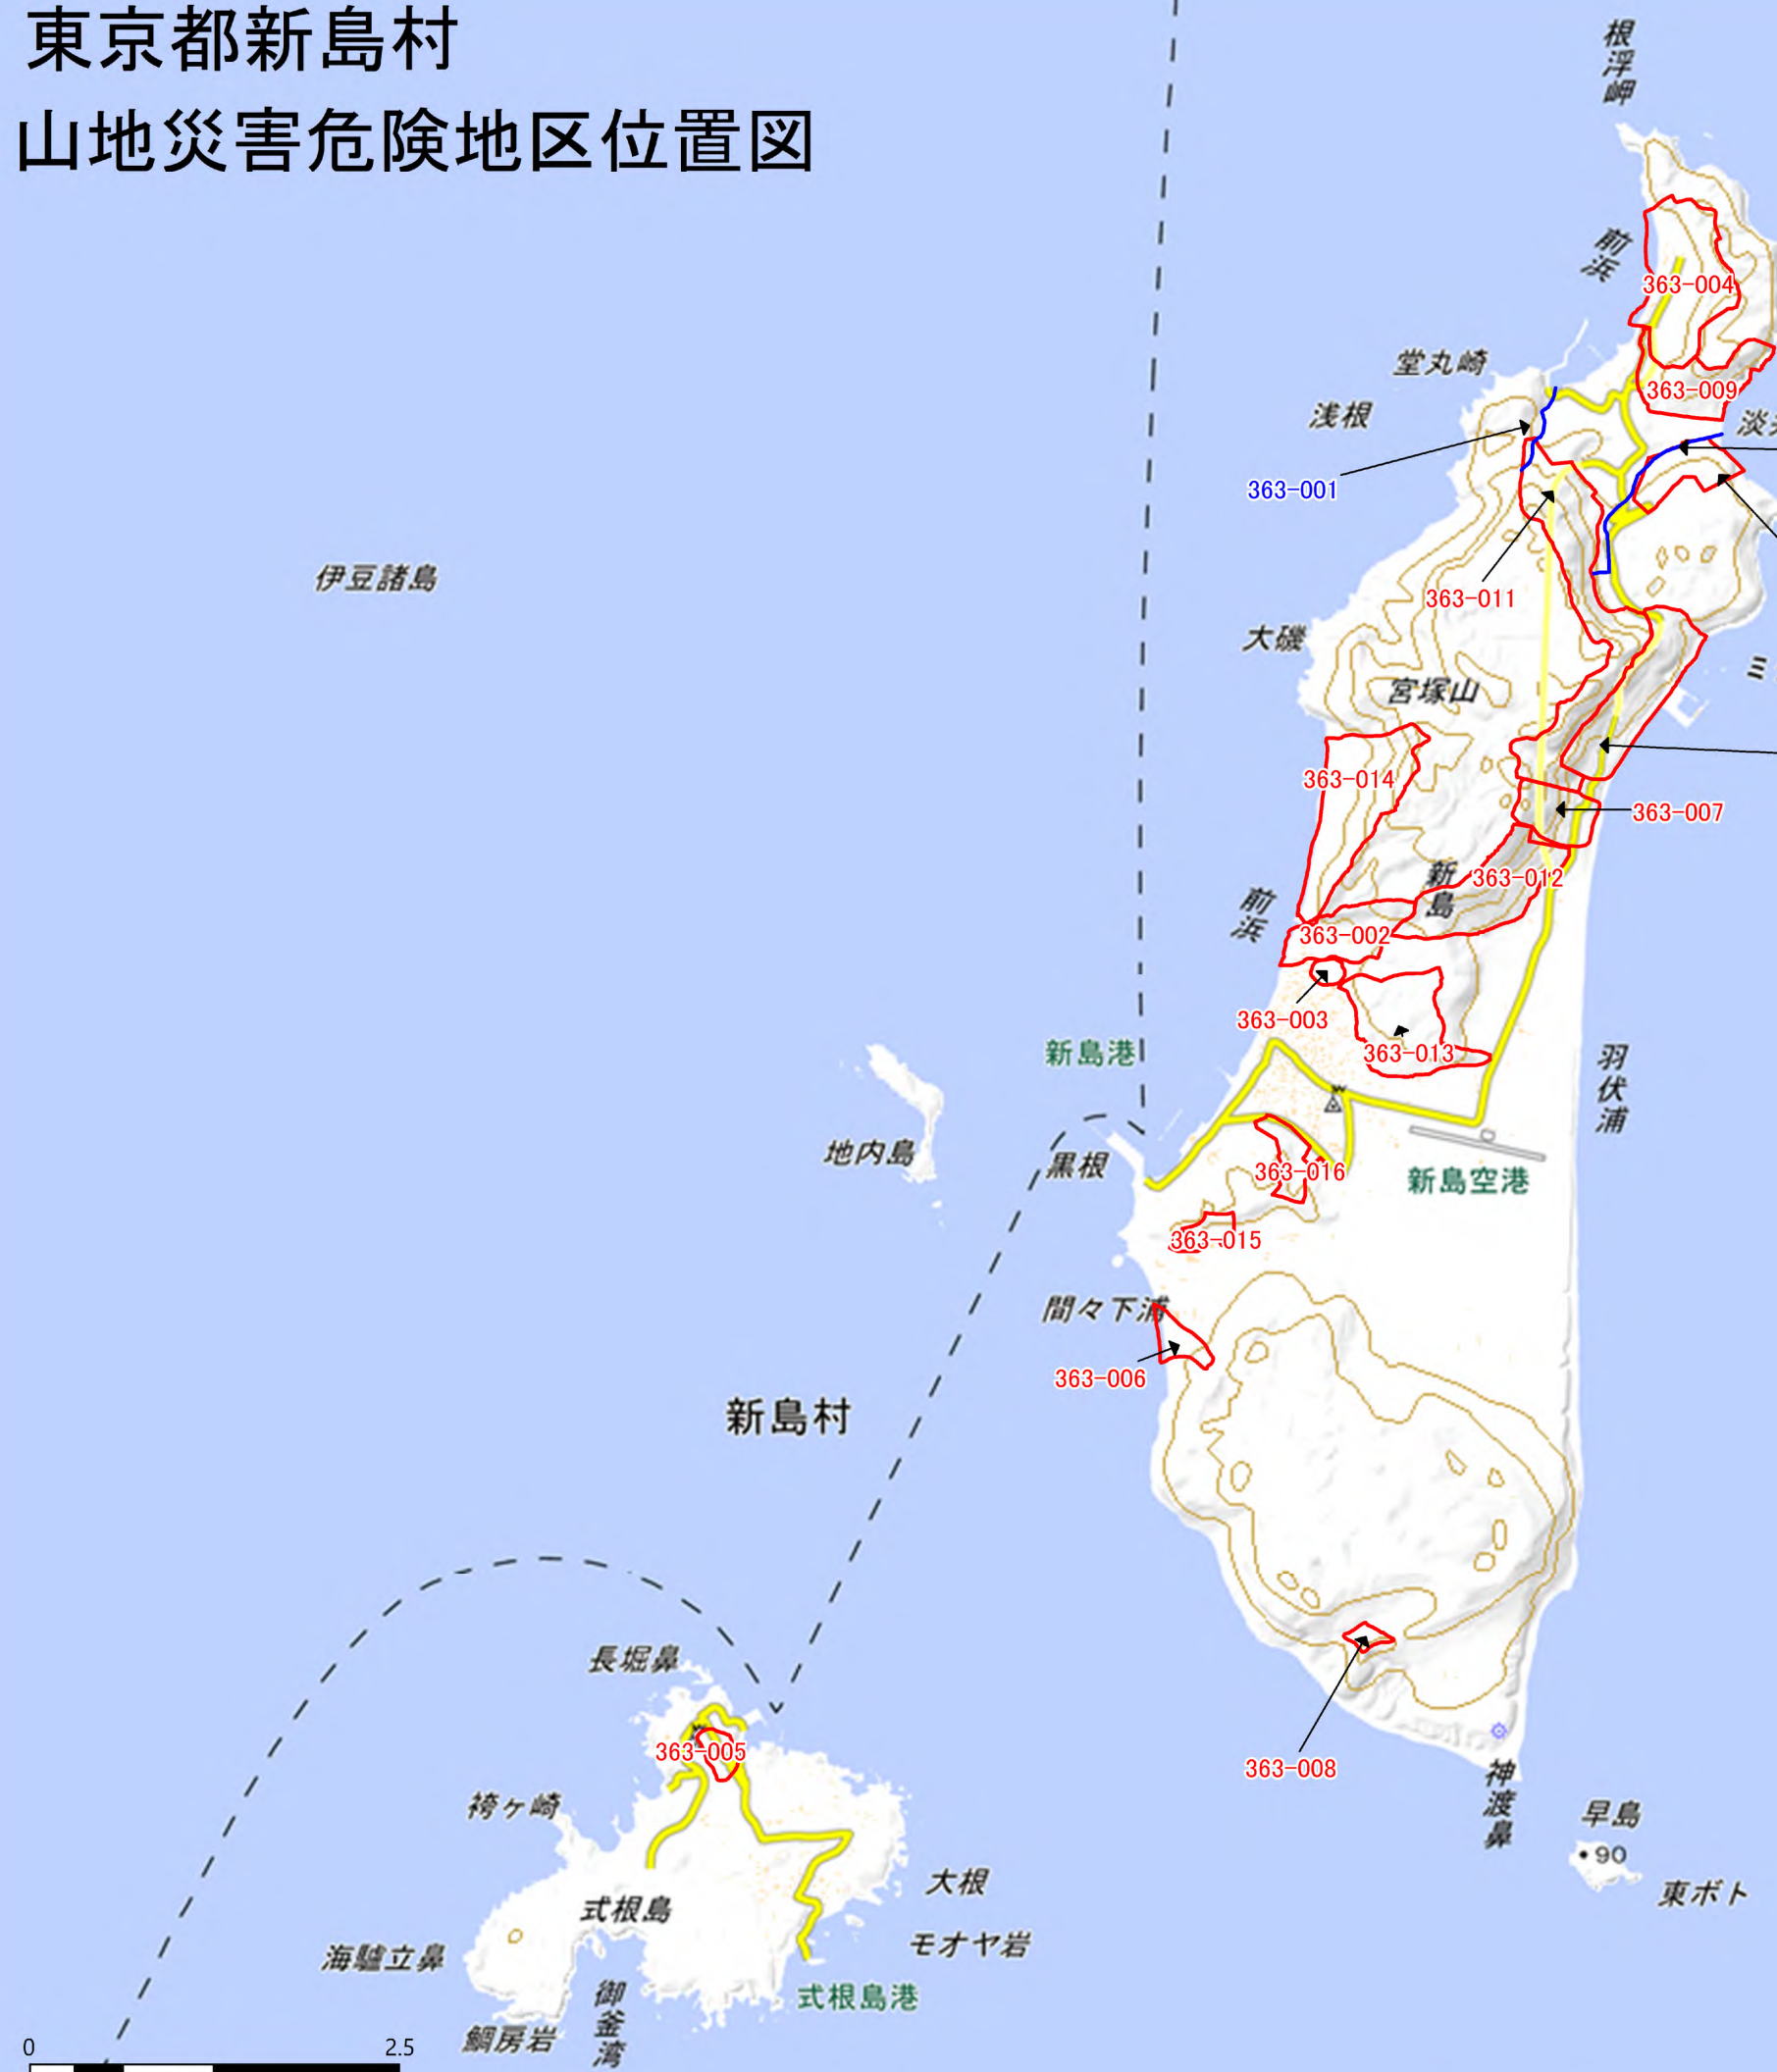 東京都新島村
山地災害危険地区位置図
根浮岬
前浜
363-004
堂丸崎
363-009
浅根
淡
363-001
伊豆諸島
363-011
大磯
ミ
宮塚山
363-014
363-007
新島
363-012
前浜
363-002
363-003
新島港
363-013
羽伏浦
地内島
黒根
363-016
新島空港
363-015
間々下浦
363-006
新島村
長堀鼻
363-005
363-008
神渡鼻
袴ヶ崎
早島
90
大根
東ボト
式根島
モオヤ岩
海驢立鼻
式根島港
御釜湾
鯛房岩
0
2.5